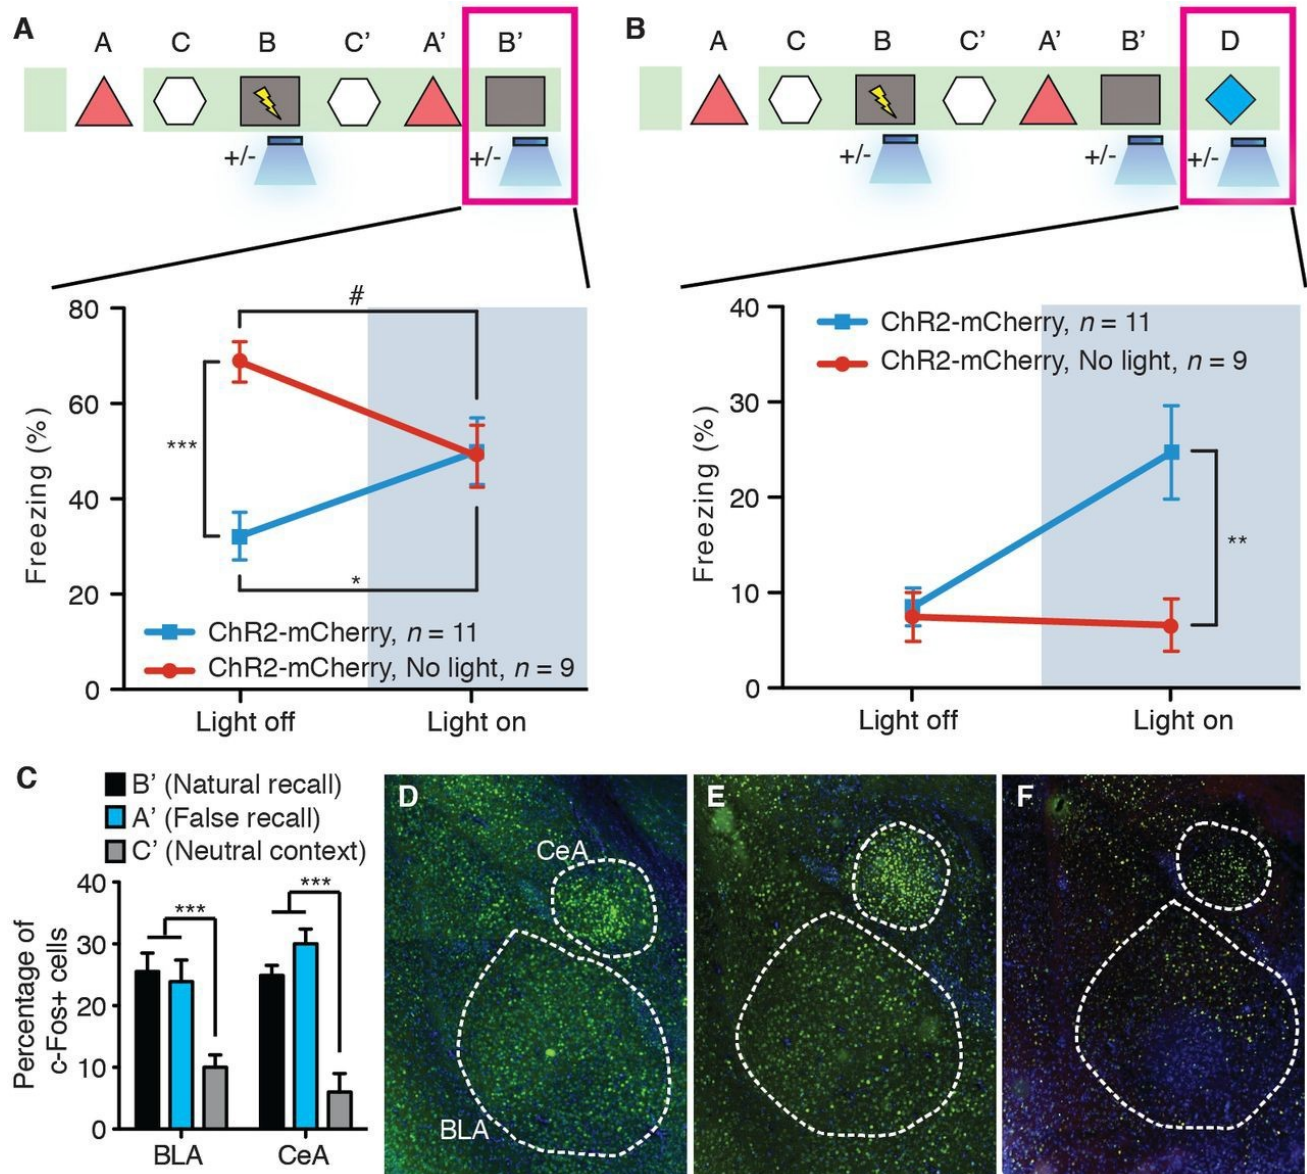 A
A
C
B
C’
A’
B’
+/-
+/-
80
60
40
20
0
Freezing (%)
#
***
*
ChR2-mCherry, n = 11
ChR2-mCherry, No light, n = 9
Light off
Light on
B
A
C
B
C’
A’
B’
D
+/-
+/-
+/-
40
30
20
10
0
Freezing (%)
ChR2-mCherry, n = 11
ChR2-mCherry, No light, n = 9
**
Light off
Light on
C
B’ (Natural recall)
A’ (False recall)
C’ (Neutral context)
40
30
20
10
0
Percentage of
c-Fos+ cells
***
***
BLA
CeA
D
CeA
BLA
E
F